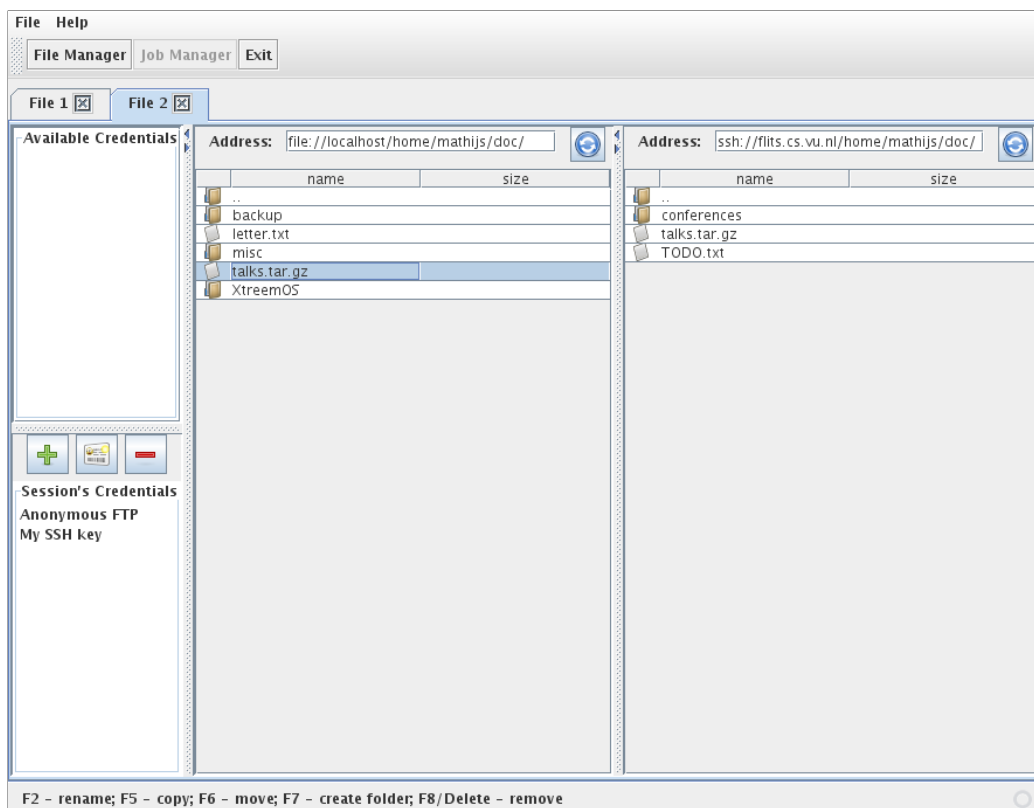 File Help
File Manager Job Manager Exit
File 1 File 2
Available Credentials
Session's Credentials
Anonymous FTP
My SSH key
Address: file://localhost/home/mathijs/doc/
name size
..
backup
letter.txt
misc
talks.tar.gz
XtreemOS
Address: ssh://flits.cs.vu.nl/home/mathijs/doc/
name size
..
conferences
talks.tar.gz
TODO.txt
F2 – rename; F5 – copy; F6 – move; F7 – create folder; F8/Delete – remove